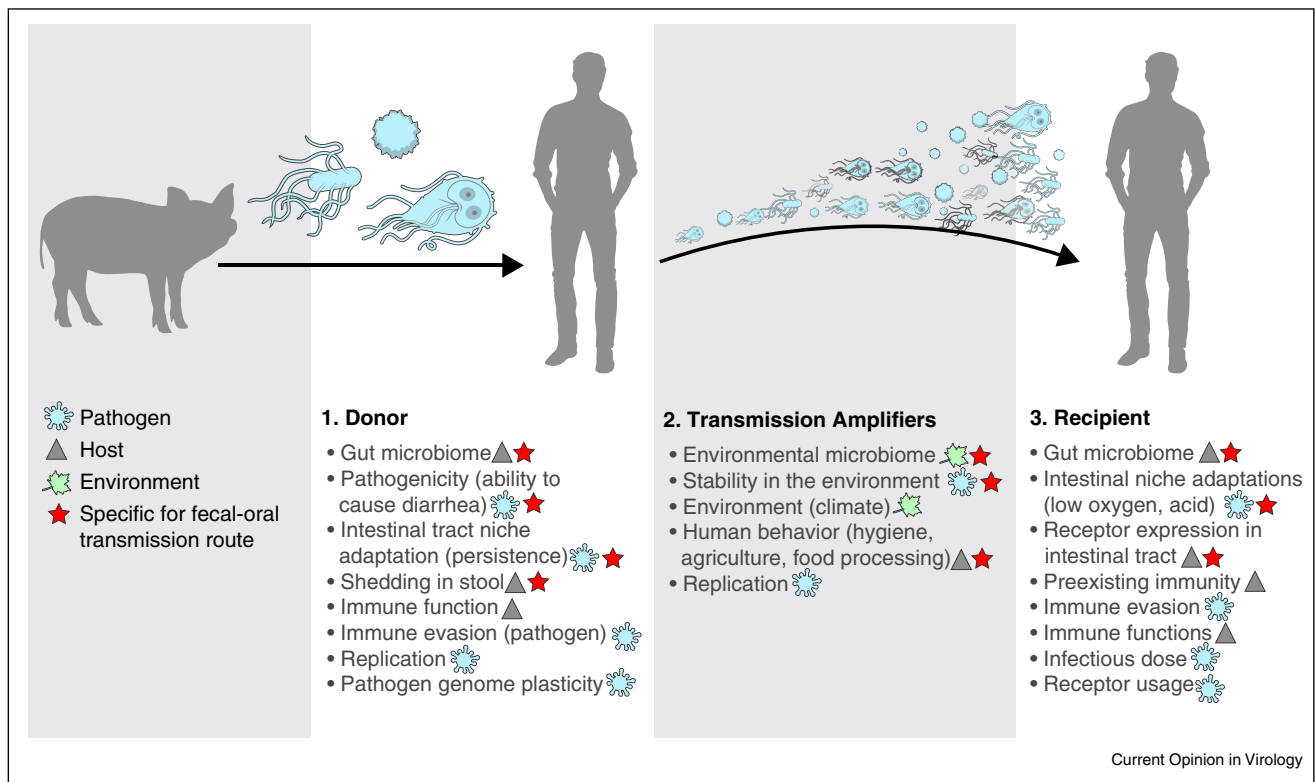 Pathogen
Host
Environment
Specific for fecal-oral
transmission route
1. Donor
• Gut microbiome
• Pathogenicity (ability to
cause diarrhea)
• Intestinal tract niche
adaptation (persistence)
• Shedding in stool
• Immune function
• Immune evasion (pathogen)
• Replication
• Pathogen genome plasticity
2. Transmission Amplifiers
• Environmental microbiome
• Stability in the environment
• Environment (climate)
• Human behavior (hygiene,
agriculture, food processing)
• Replication
3. Recipient
• Gut microbiome
• Intestinal niche adaptations
(low oxygen, acid)
• Receptor expression in
intestinal tract
• Preexisting immunity
• Immune evasion
• Immune functions
• Infectious dose
• Receptor usage
Current Opinion in Virology